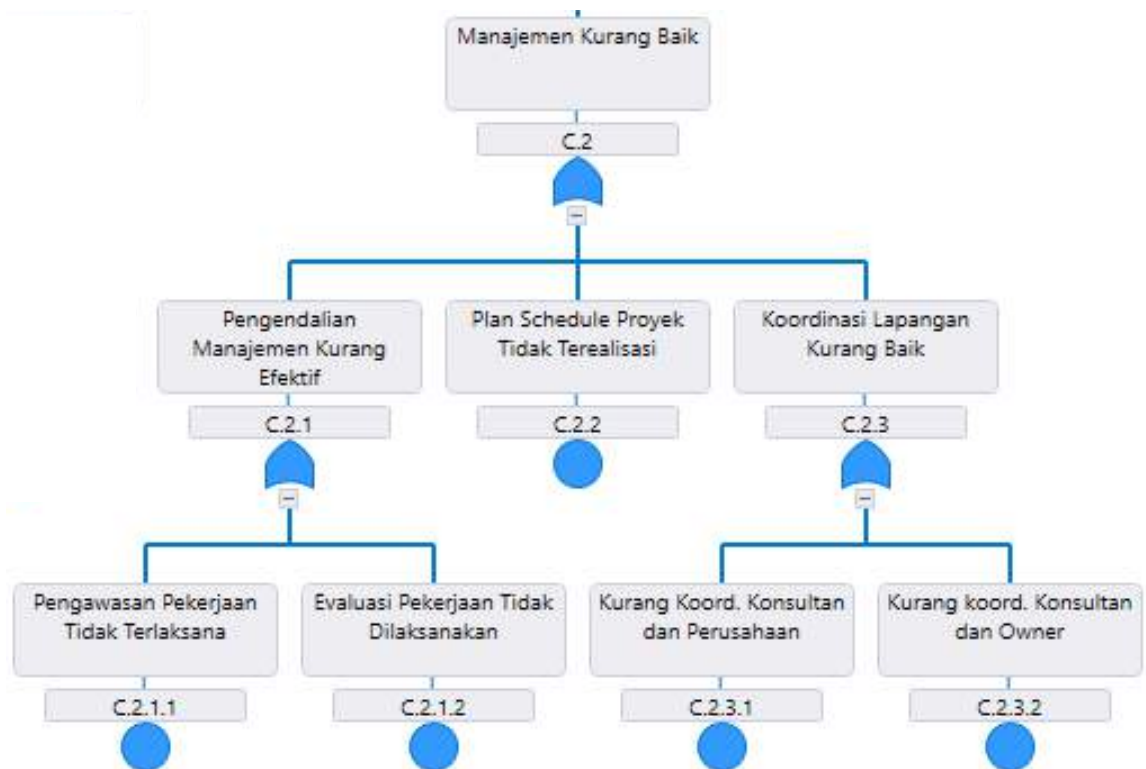 Manajemen Kurang Baik
C.2
Pengendalian
Manajemen Kurang
Efektif
Plan Schedule Proyek
Tidak Terealisasi
Koordinasi Lapangan
Kurang Baik
C.2.1
C.2.2
C.2.3
Pengawasan Pekerjaan
Tidak Terlaksana
Evaluasi Pekerjaan Tidak
Dilaksanakan
Kurang Koord. Konsultan
dan Perusahaan
Kurang koord. Konsultan
dan Owner
C.2.1.1
C.2.1.2
C.2.3.1
C.2.3.2